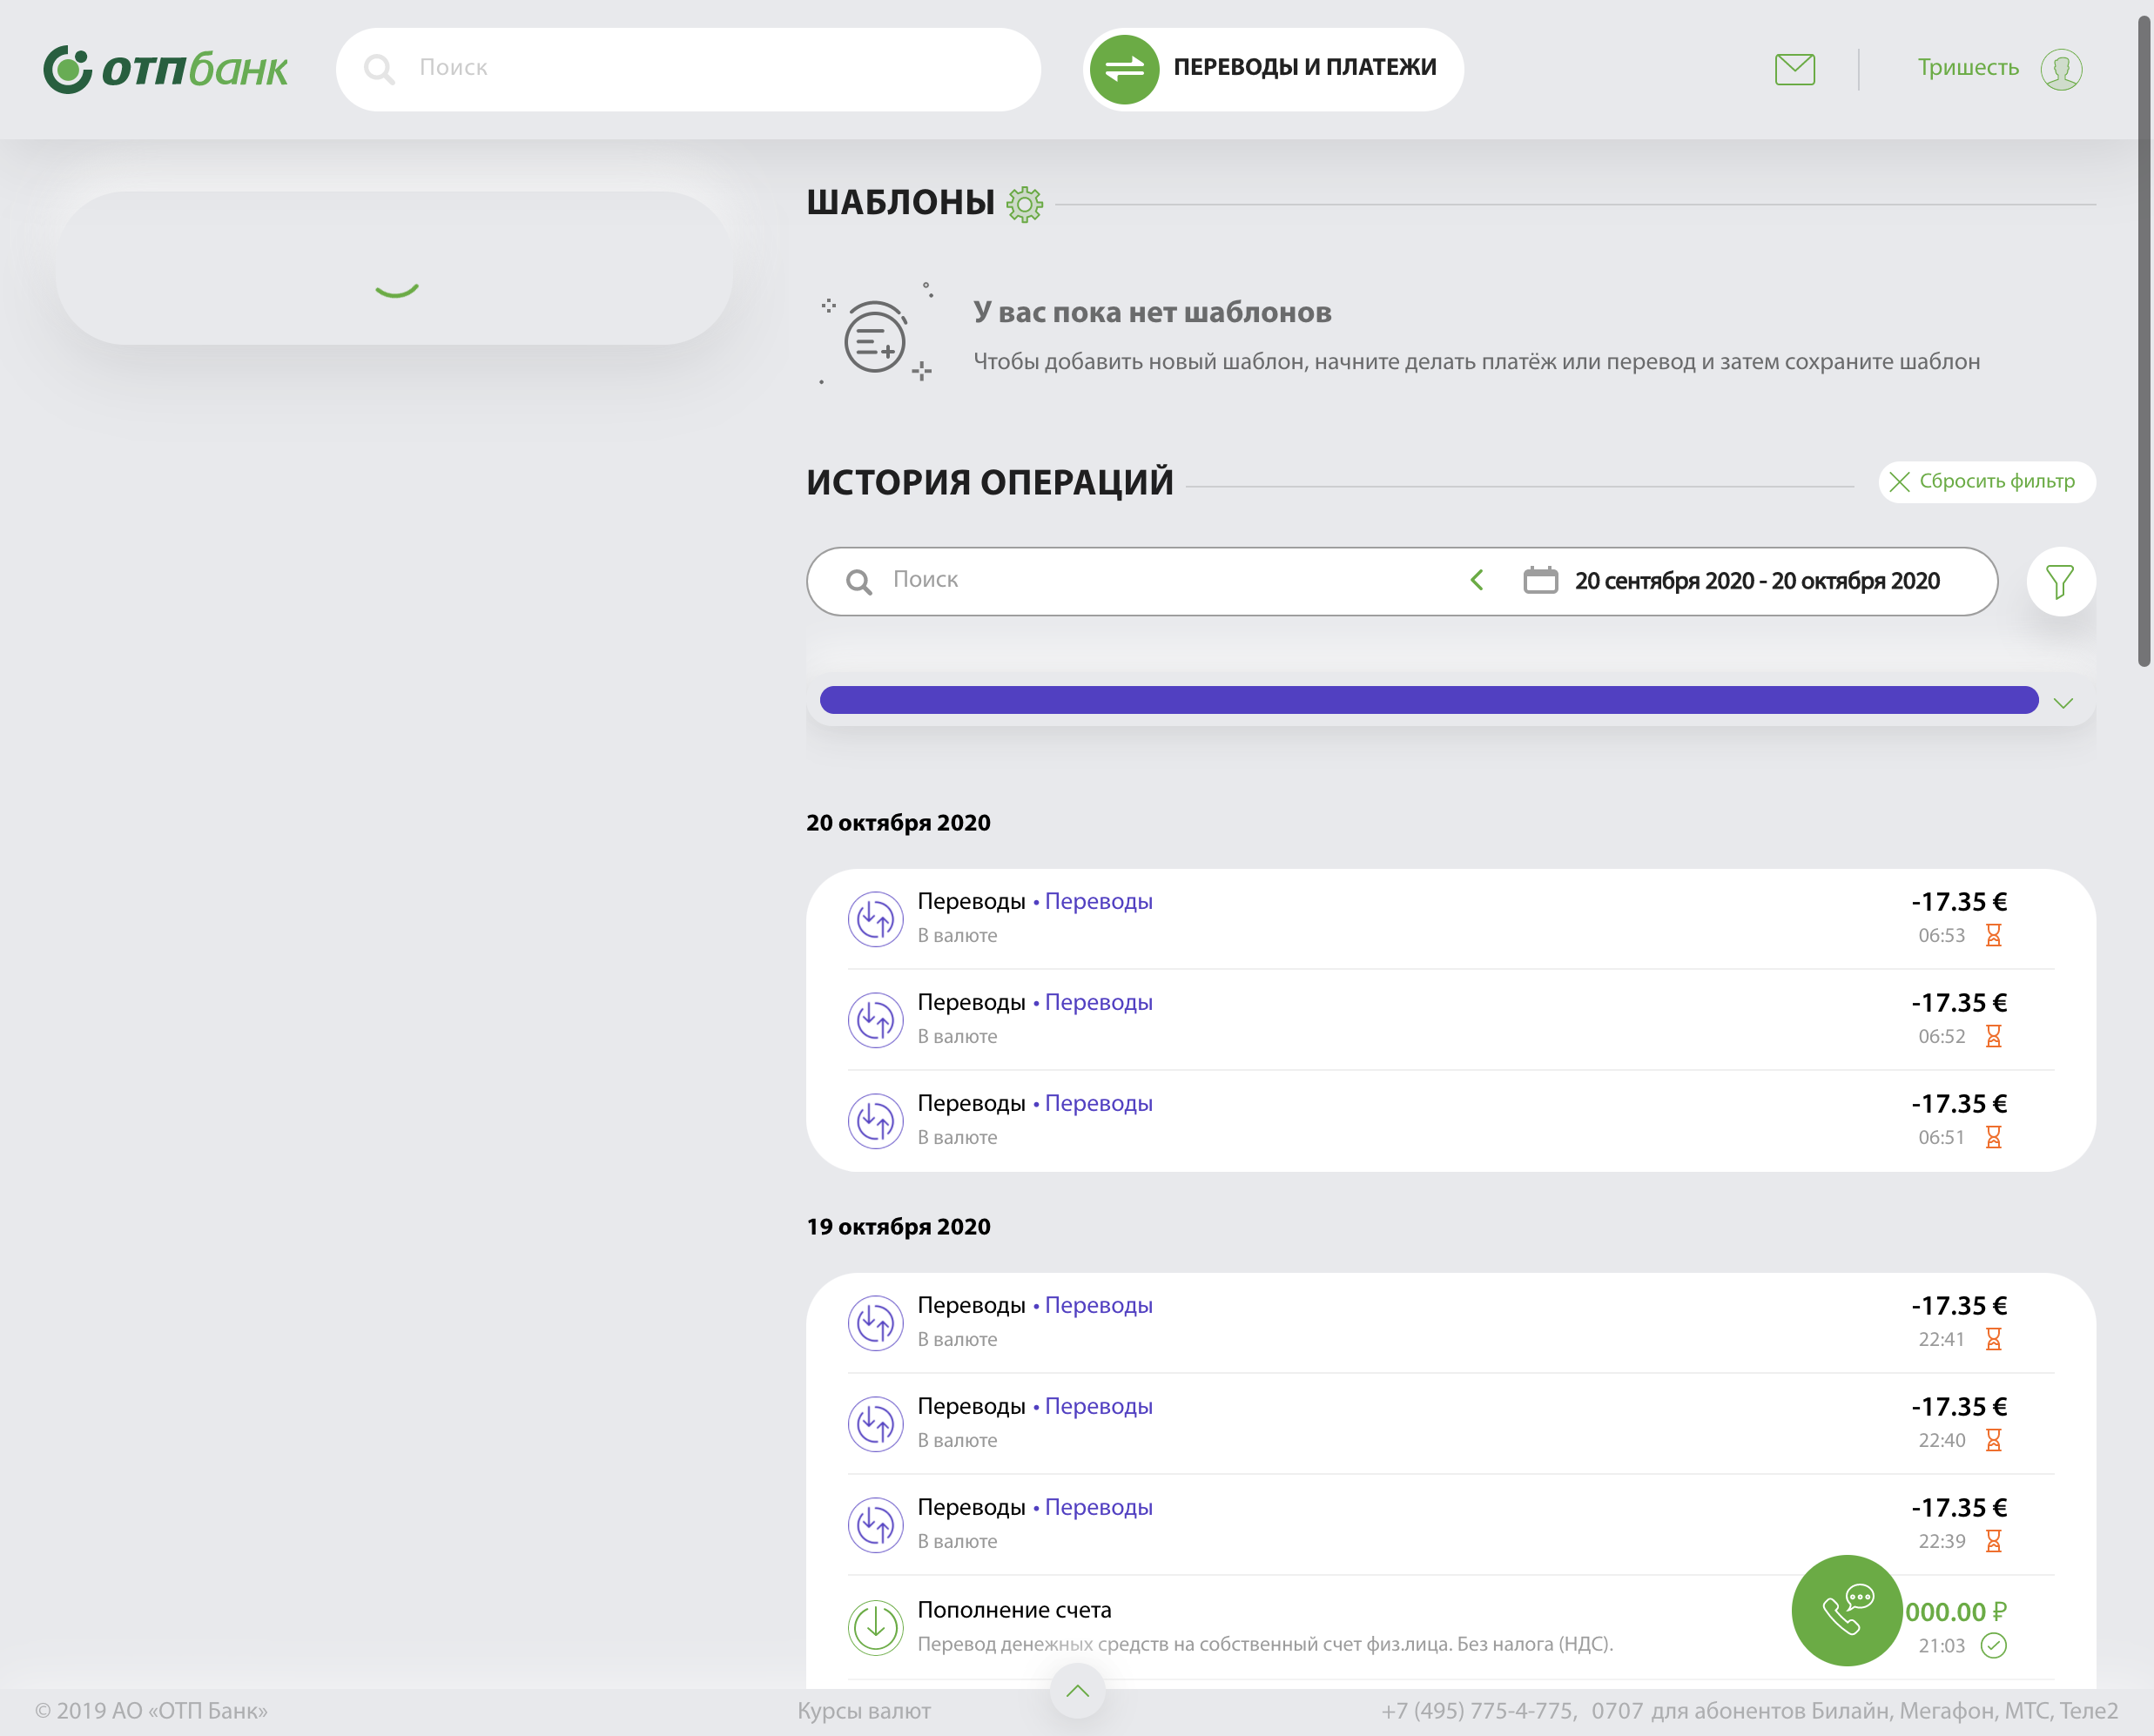 ОТПбанк
Поиск
ПЕРЕВОДЫ И ПЛАТЕЖИ
Тришесть
ШАБЛОНЫ
У вас пока нет шаблонов
Чтобы добавить новый шаблон, начните делать платёж или перевод и затем сохраните шаблон
ИСТОРИЯ ОПЕРАЦИЙ
Сбросить фильтр
Поиск
20 сентября 2020 - 20 октября 2020
20 октября 2020
Переводы • Переводы
-17.35 €
В валюте
06:53
Переводы • Переводы
-17.35 €
В валюте
06:52
Переводы • Переводы
-17.35 €
В валюте
06:51
19 октября 2020
Переводы • Переводы
-17.35 €
В валюте
22:41
Переводы • Переводы
-17.35 €
В валюте
22:40
Переводы • Переводы
-17.35 €
В валюте
22:39
Пополнение счета
000.00 ₽
Перевод денежных средств на собственный счет физ.лица. Без налога (НДС).
21:03
© 2019 АО «ОТП Банк»
Курсы валют
+7 (495) 775-4-775, 0707 для абонентов Билайн, Мегафон, МТС, Теле2